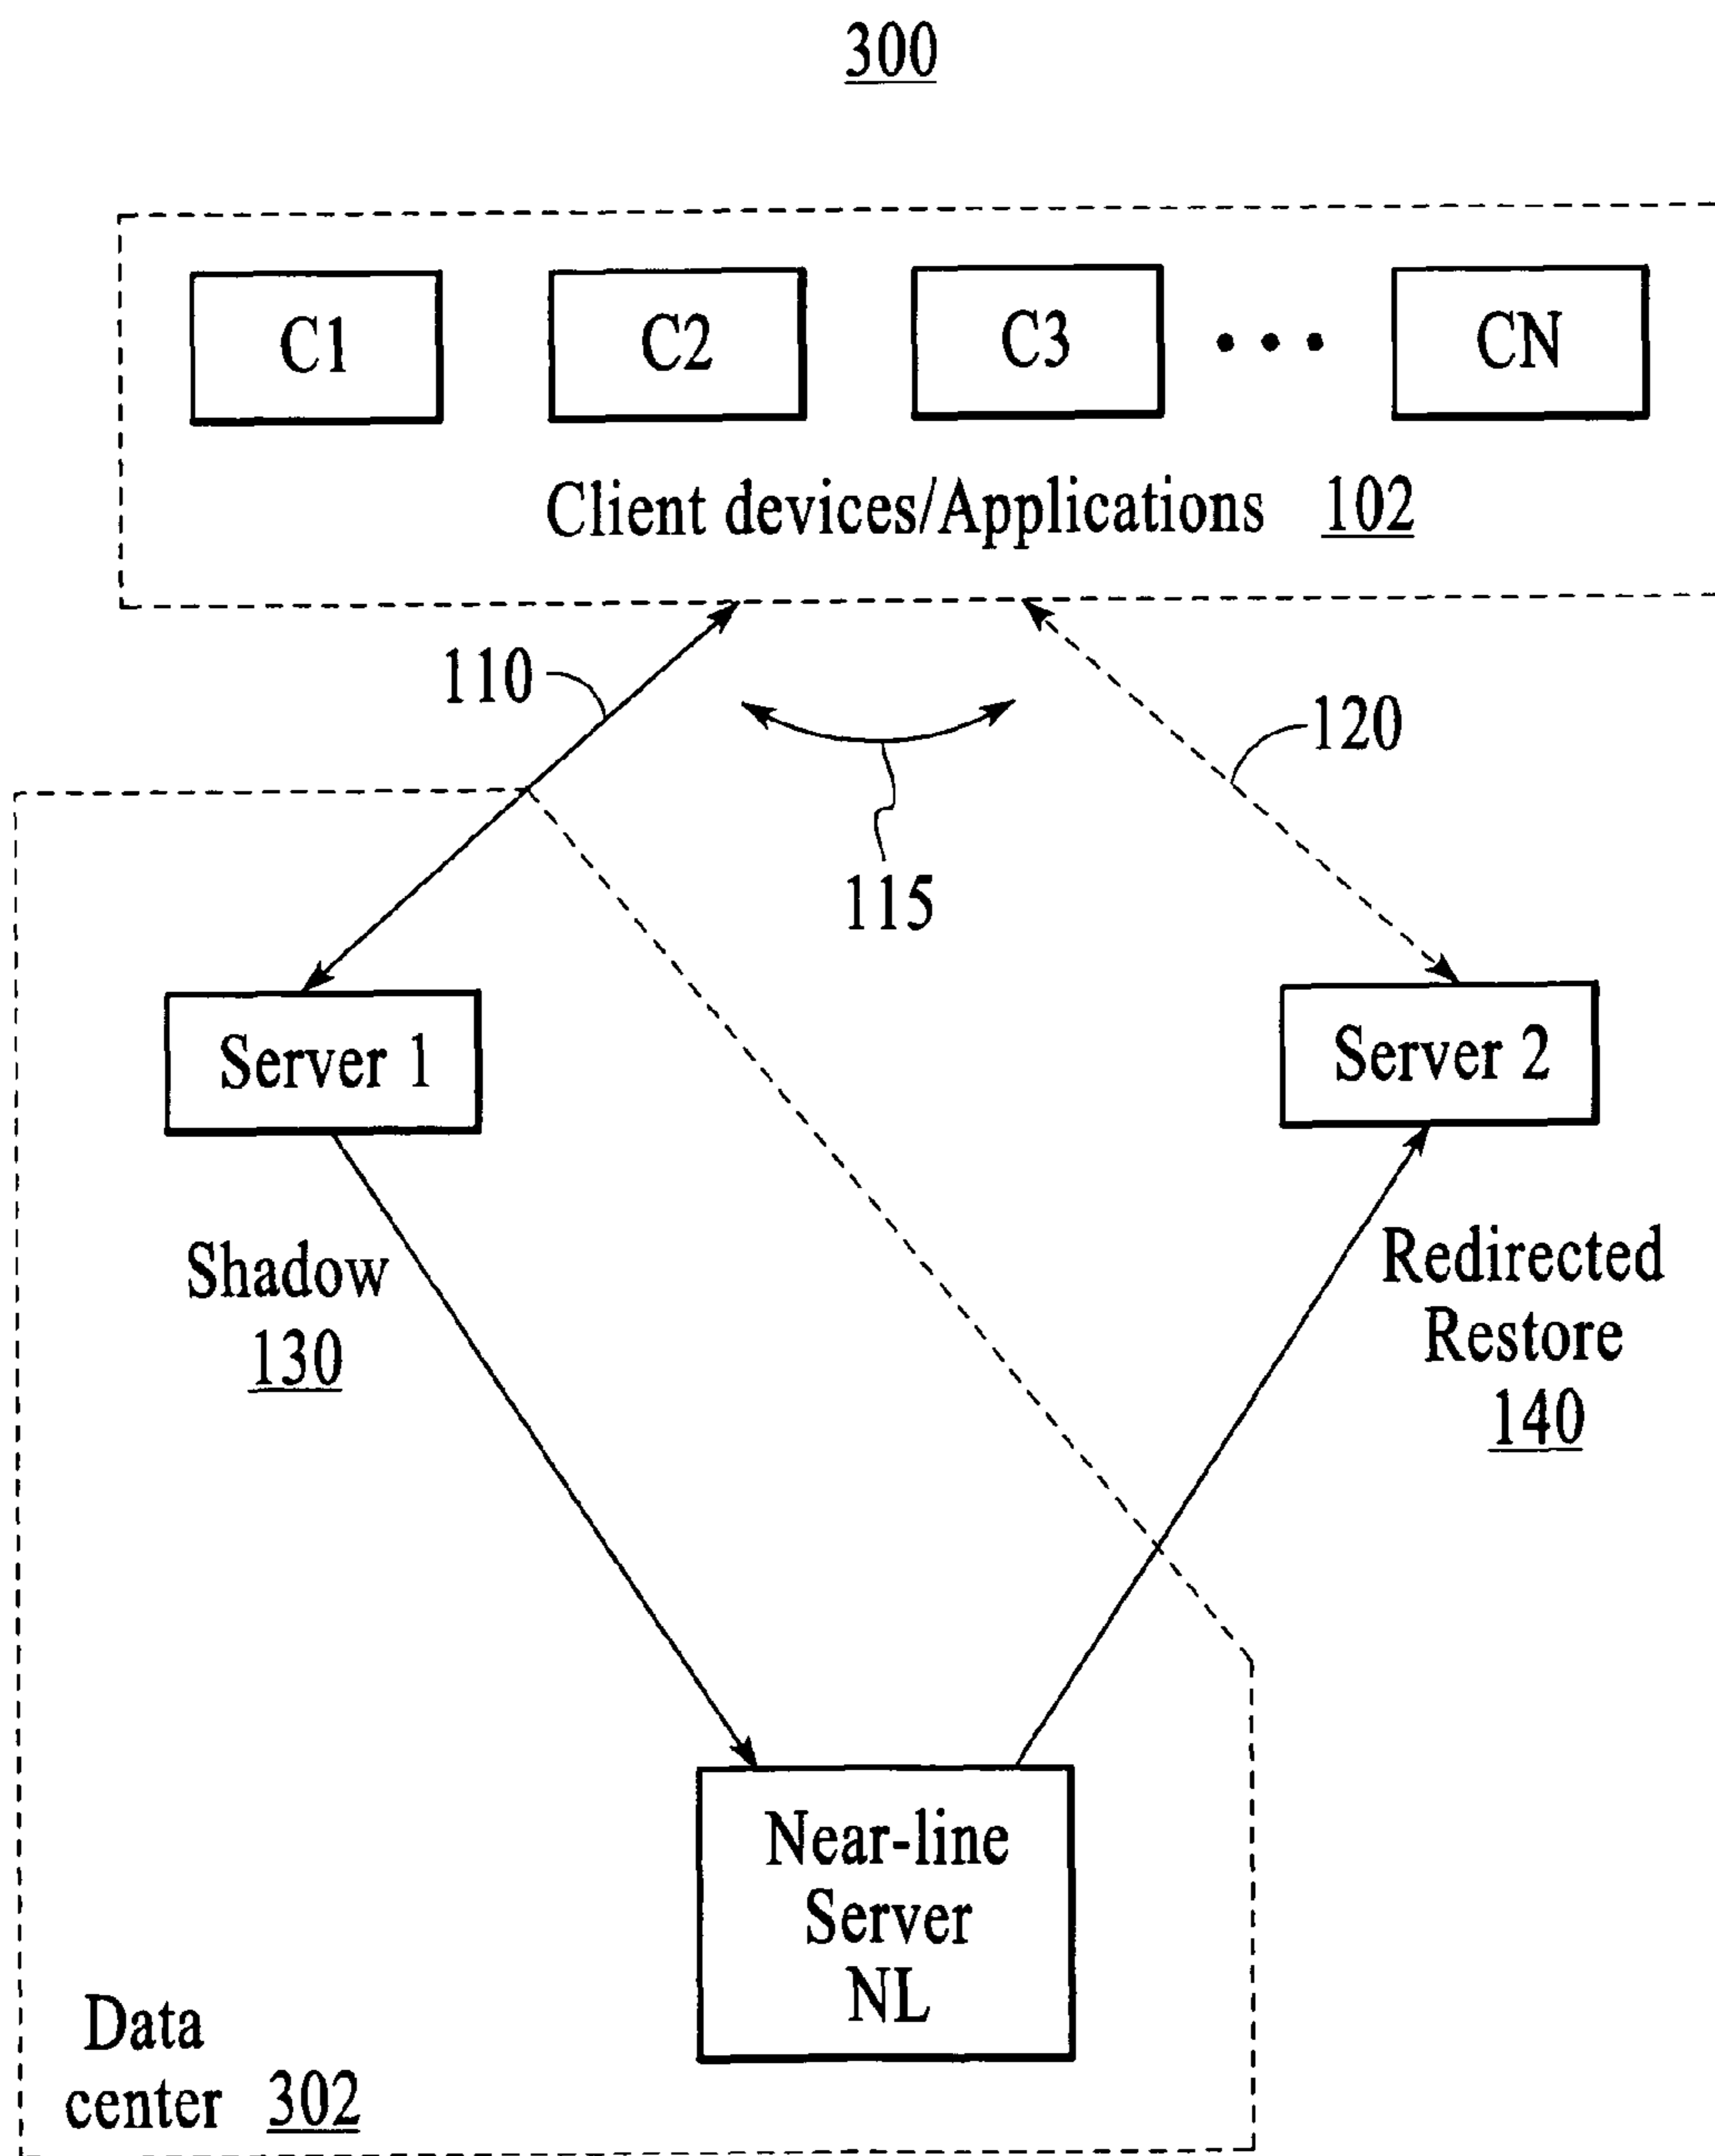 300
C1
C2
C3
• • •
CN
Client devices/Applications 102
110
120
115
Server 1
Server 2
Shadow
130
Redirected
Restore
140
Near-line
Server
NL
Data
center 302